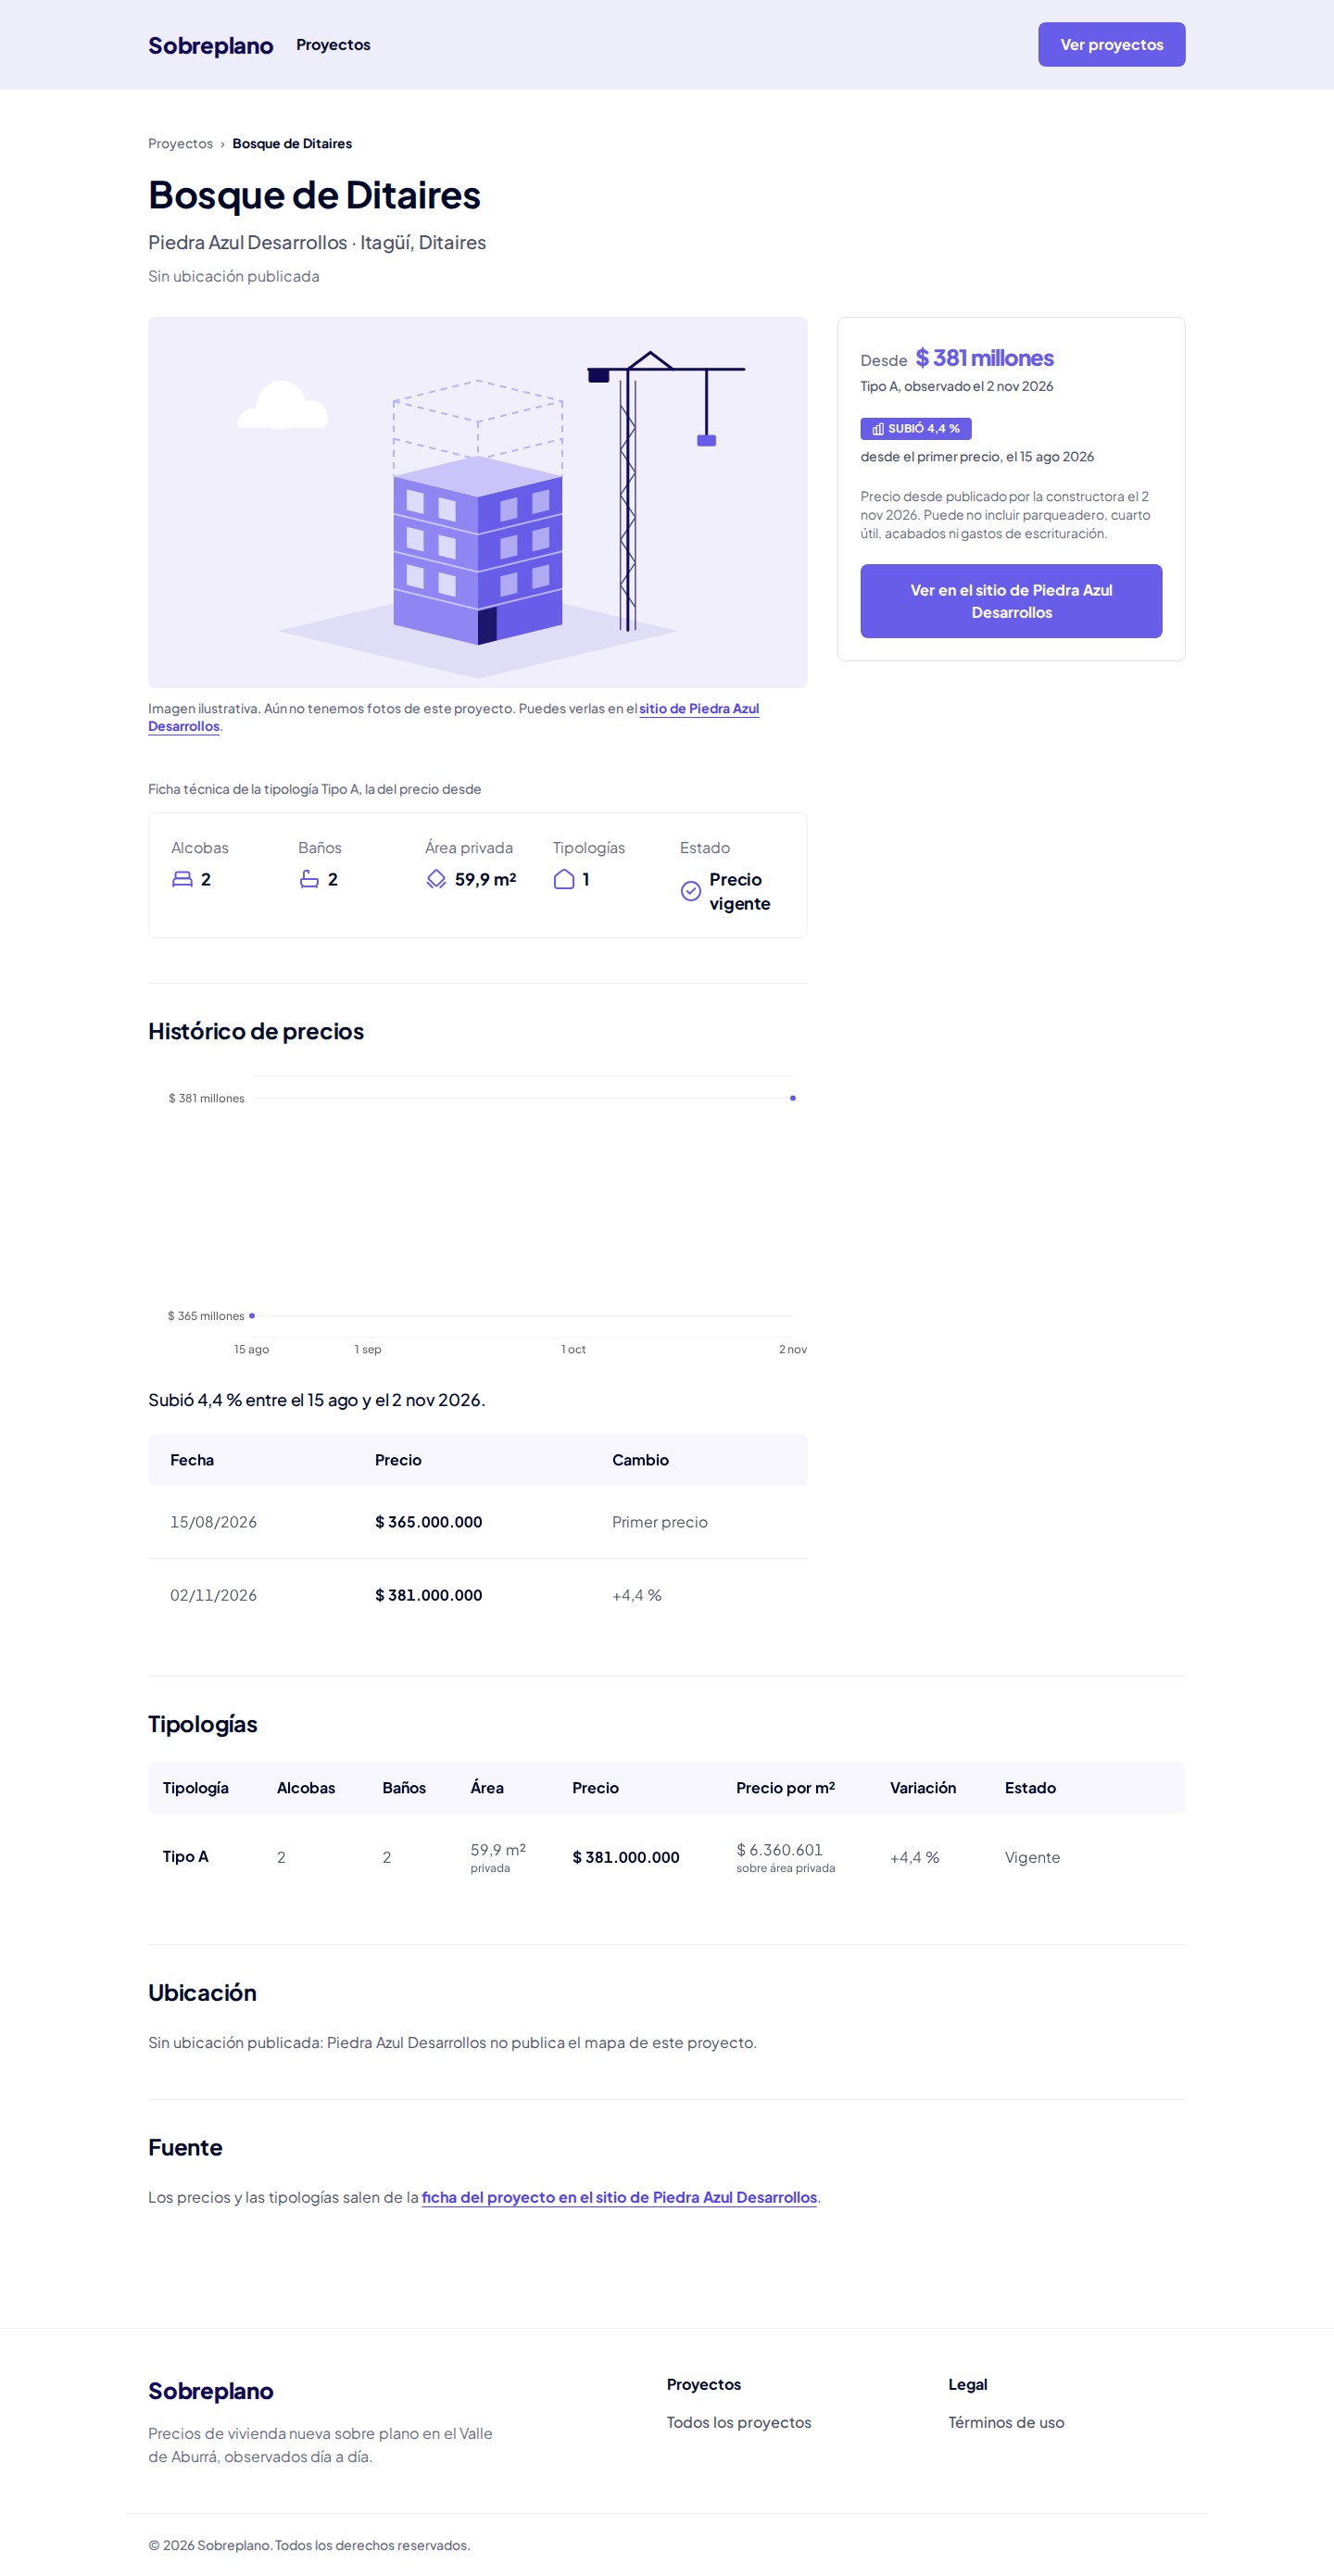 Sobreplano
Proyectos
Ver proyectos
Proyectos › Bosque de Ditaires
Bosque de Ditaires
Piedra Azul Desarrollos · Itagüí, Ditaires
Sin ubicación publicada
Desde $ 381 millones
Tipo A, observado el 2 nov 2026
SUBIÓ 4,4 %
desde el primer precio, el 15 ago 2026
Precio desde publicado por la constructora el 2
nov 2026. Puede no incluir parqueadero, cuarto
útil, acabados ni gastos de escrituración.
Ver en el sitio de Piedra Azul
Desarrollos
Imagen ilustrativa. Aún no tenemos fotos de este proyecto. Puedes verlas en el sitio de Piedra Azul
Desarrollos.
Ficha técnica de la tipología Tipo A, la del precio desde
Alcobas
2
Baños
2
Área privada
59,9 m²
Tipologías
1
Estado
Precio
vigente
Histórico de precios
$ 381 millones
$ 365 millones
15 ago
1 sep
1 oct
2 nov
Subió 4,4 % entre el 15 ago y el 2 nov 2026.
Fecha Precio Cambio
15/08/2026 $ 365.000.000 Primer precio
02/11/2026 $ 381.000.000 +4,4 %
Tipologías
Tipología Alcobas Baños Área Precio Precio por m² Variación Estado
Tipo A 2 2 59,9 m² $ 381.000.000 $ 6.360.601 +4,4 % Vigente
privada sobre área privada
Ubicación
Sin ubicación publicada: Piedra Azul Desarrollos no publica el mapa de este proyecto.
Fuente
Los precios y las tipologías salen de la ficha del proyecto en el sitio de Piedra Azul Desarrollos.
Sobreplano
Precios de vivienda nueva sobre plano en el Valle
de Aburrá, observados día a día.
Proyectos
Todos los proyectos
Legal
Términos de uso
© 2026 Sobreplano. Todos los derechos reservados.